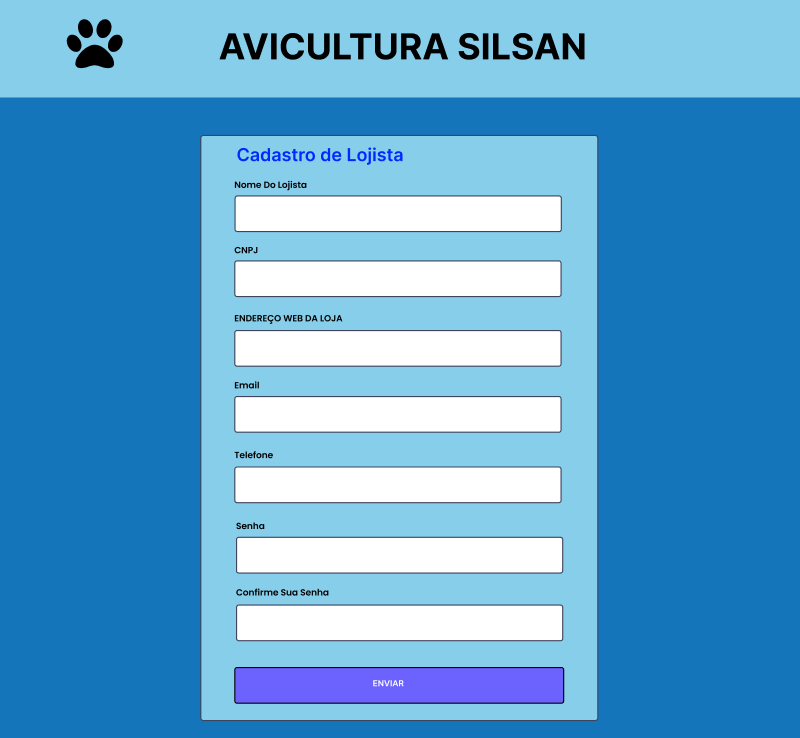 AVICULTURA SILSAN
Cadastro de Lojista
Nome Do Lojista
CNPJ
ENDEREÇO WEB DA LOJA
Email
Telefone
Senha
Confirme Sua Senha
ENVIAR